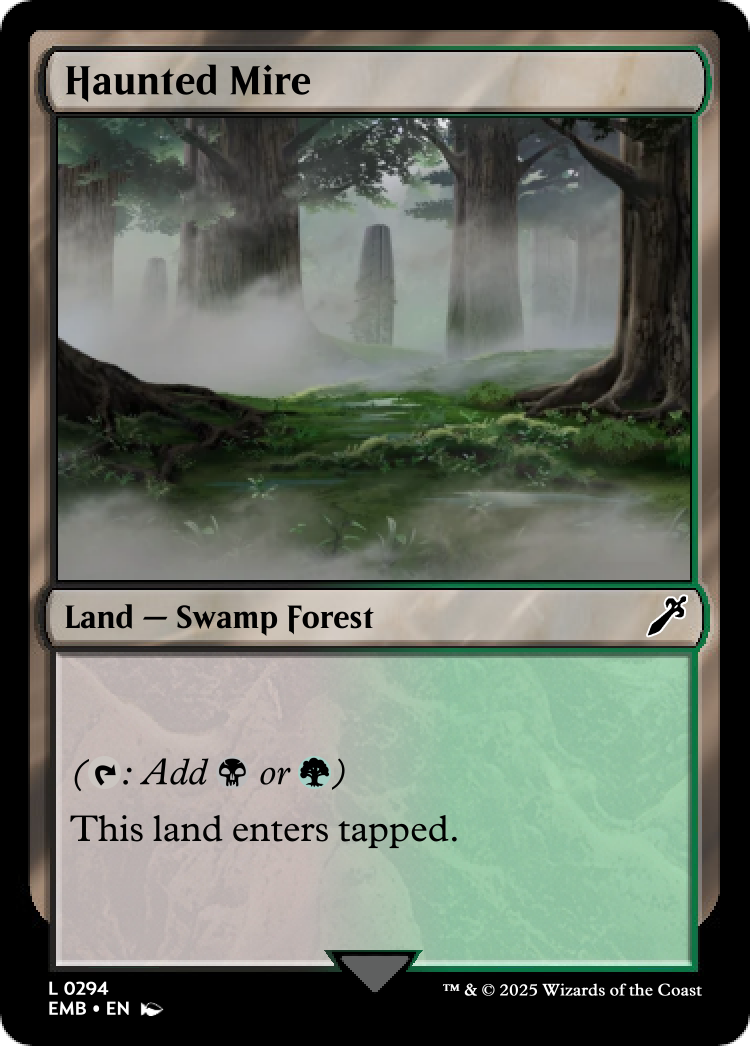 Haunted Mire
Land — Swamp Forest
(: Add or )
This land enters tapped.
L 0294
EMB • EN
™ & © 2025 Wizards of the Coast